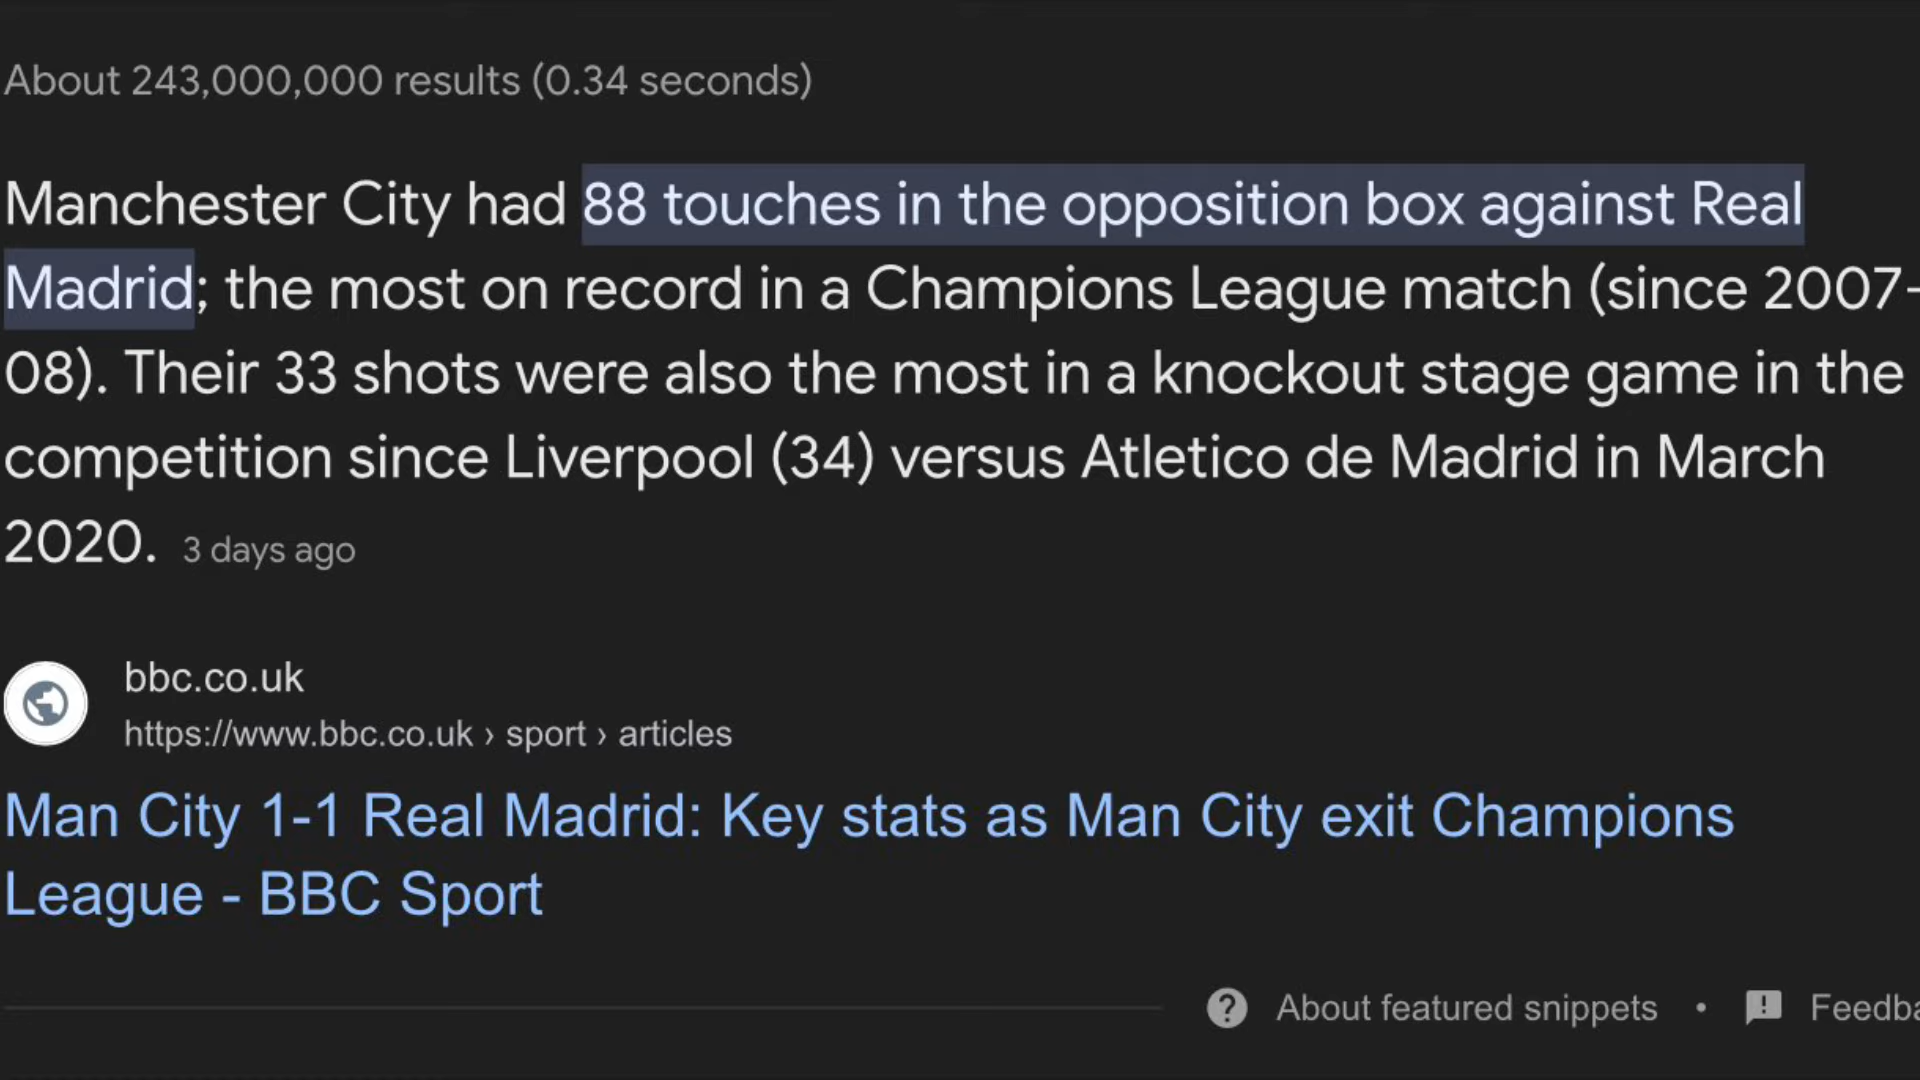 About 243,000,000 results (0.34 seconds)
Manchester City had 88 touches in the opposition box against Real
Madrid; the most on record in a Champions League match (since 2007-
08). Their 33 shots were also the most in a knockout stage game in the
competition since Liverpool (34) versus Atletico de Madrid in March
2020. 3 days ago
bbc.co.uk
https://www.bbc.co.uk › sport › articles
Man City 1-1 Real Madrid: Key stats as Man City exit Champions
League - BBC Sport
About featured snippets • Feedba